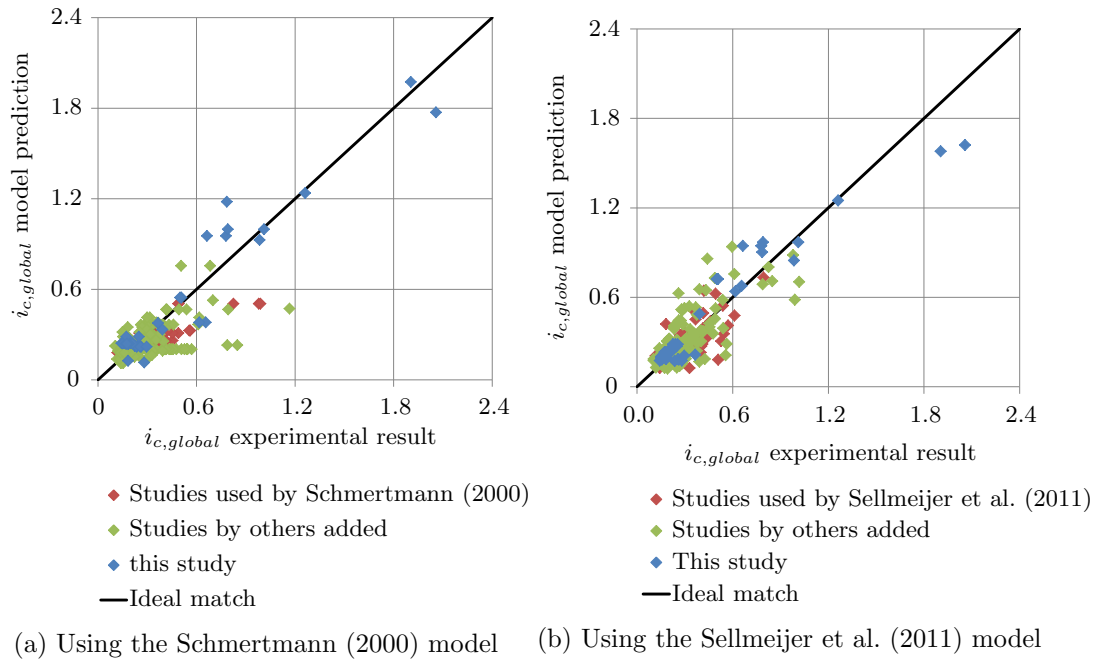 2.4
1.8
1.2
0.6
0
0
0.6
1.2
1.8
2.4
i_{c,global} model prediction
i_{c,global} experimental result
Studies used by Schmertmann (2000)
Studies by others added
this study
Ideal match
(a) Using the Schmertmann (2000) model
2.4
1.8
1.2
0.6
0
0.0
0.6
1.2
1.8
2.4
i_{c,global} model prediction
i_{c,global} experimental result
Studies used by Sellmeijer et al. (2011)
Studies by others added
This study
Ideal match
(b) Using the Sellmeijer et al. (2011) model